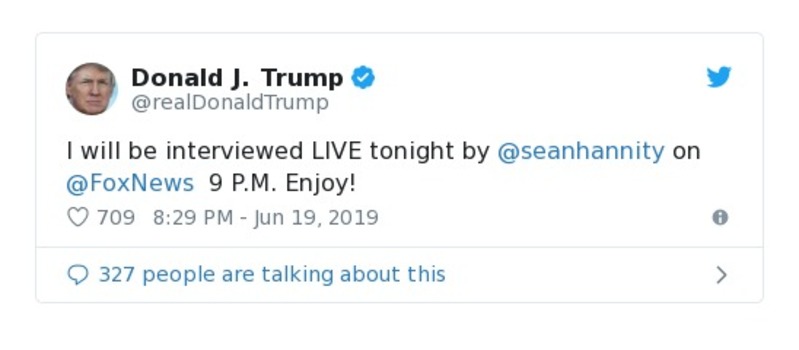 Donald J. Trump
@realDonaldTrump
I will be interviewed LIVE tonight by @seanhannity on
@FoxNews 9 P.M. Enjoy!
709 8:29 PM - Jun 19, 2019
327 people are talking about this